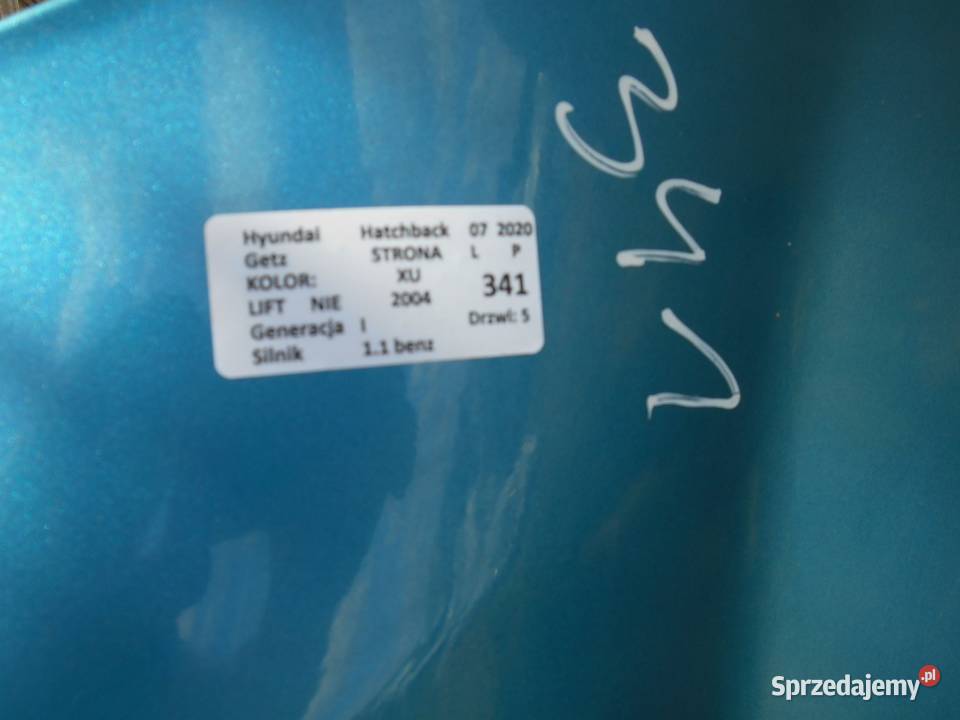 Hyundai Hatchback 07 2020
Getz STRONA L P
KOLOR: XU 341
LIFT NIE 2004
Generacja I Drzwi: 5
Silnik 1.1 benz
Sprzedajemy.pl